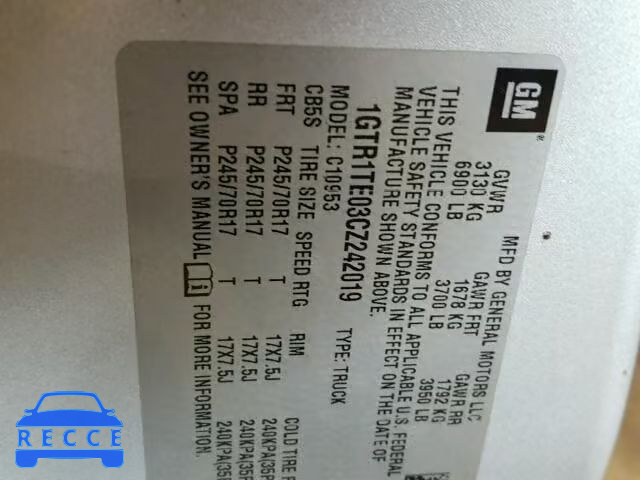 GM
®
MFD BY GENERAL MOTORS LLC
GVWR GAWR FRT GAWR RR
3130 KG 1678 KG 1792 KG
6900 LB 3700 LB 3950 LB
THIS VEHICLE CONFORMS TO ALL APPLICABLE U.S. FEDERAL
VEHICLE SAFETY STANDARDS IN EFFECT ON THE DATE OF
MANUFACTURE SHOWN ABOVE.
1GTR1TE03CZ242019
TYPE: TRUCK
MODEL: C10953
CB5S TIRE SIZE SPEED RTG RIM COLD TIRE
FRT P245/70R17 T 17X7.5J 240KPA(35P
RR P245/70R17 T 17X7.5J 240KPA(35P
SPA P245/70R17 T 17X7.5J 240KPA(35P
SEE OWNER'S MANUAL i FOR MORE INFORMATION.
RECCE